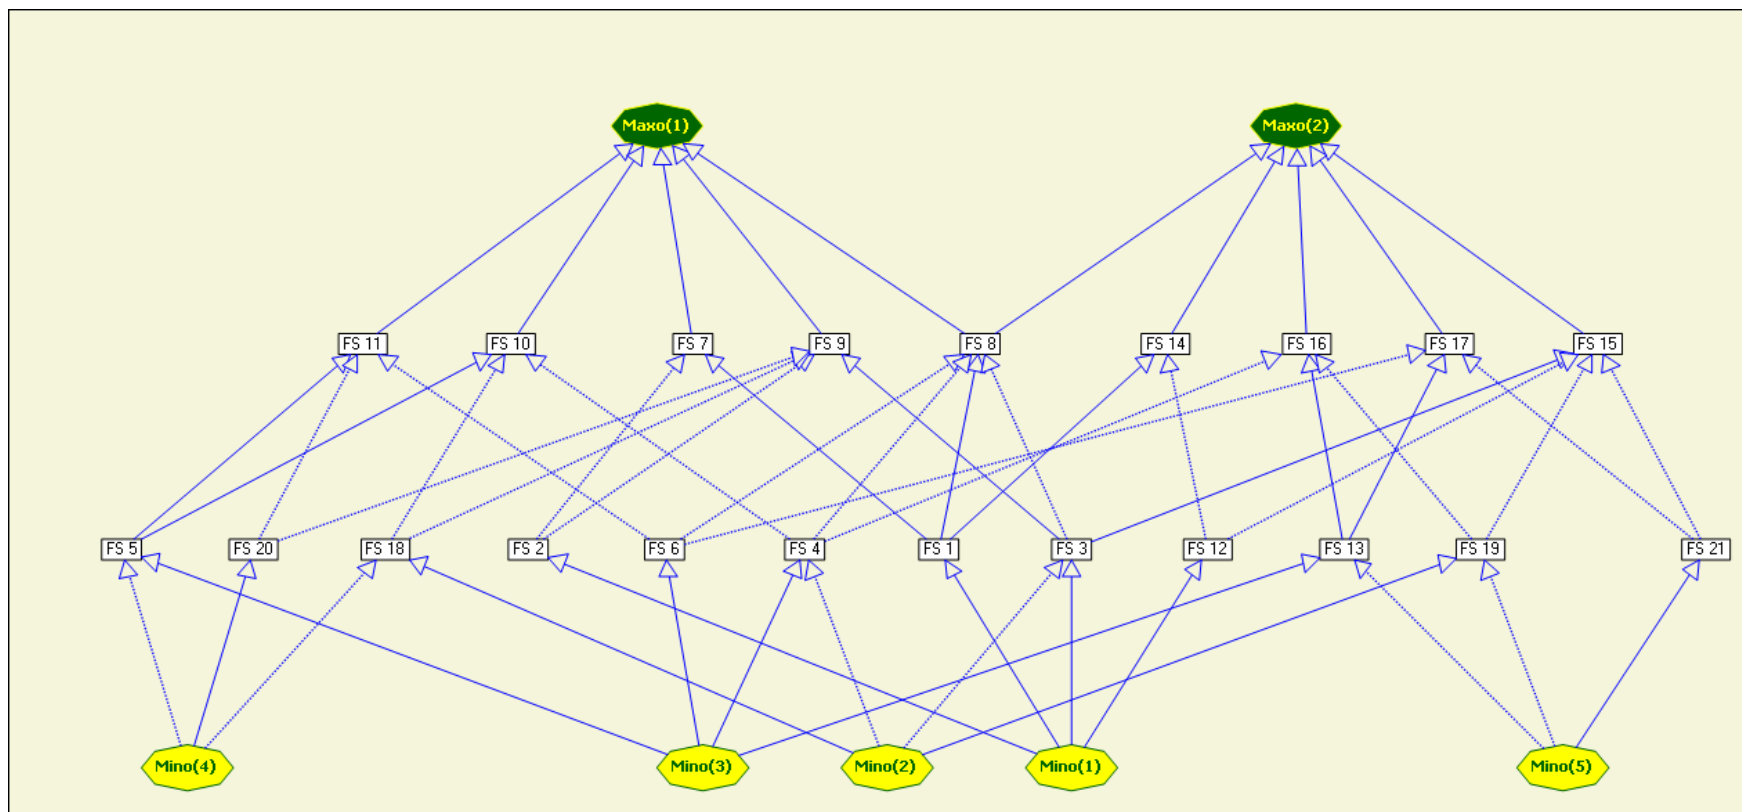 Maxo(1)
Maxo(2)
FS 11
FS 10
FS 7
FS 9
FS 8
FS 14
FS 16
FS 17
FS 15
FS 5
FS 20
FS 18
FS 2
FS 6
FS 4
FS 1
FS 3
FS 12
FS 13
FS 19
FS 21
Mino(4)
Mino(3)
Mino(2)
Mino(1)
Mino(5)